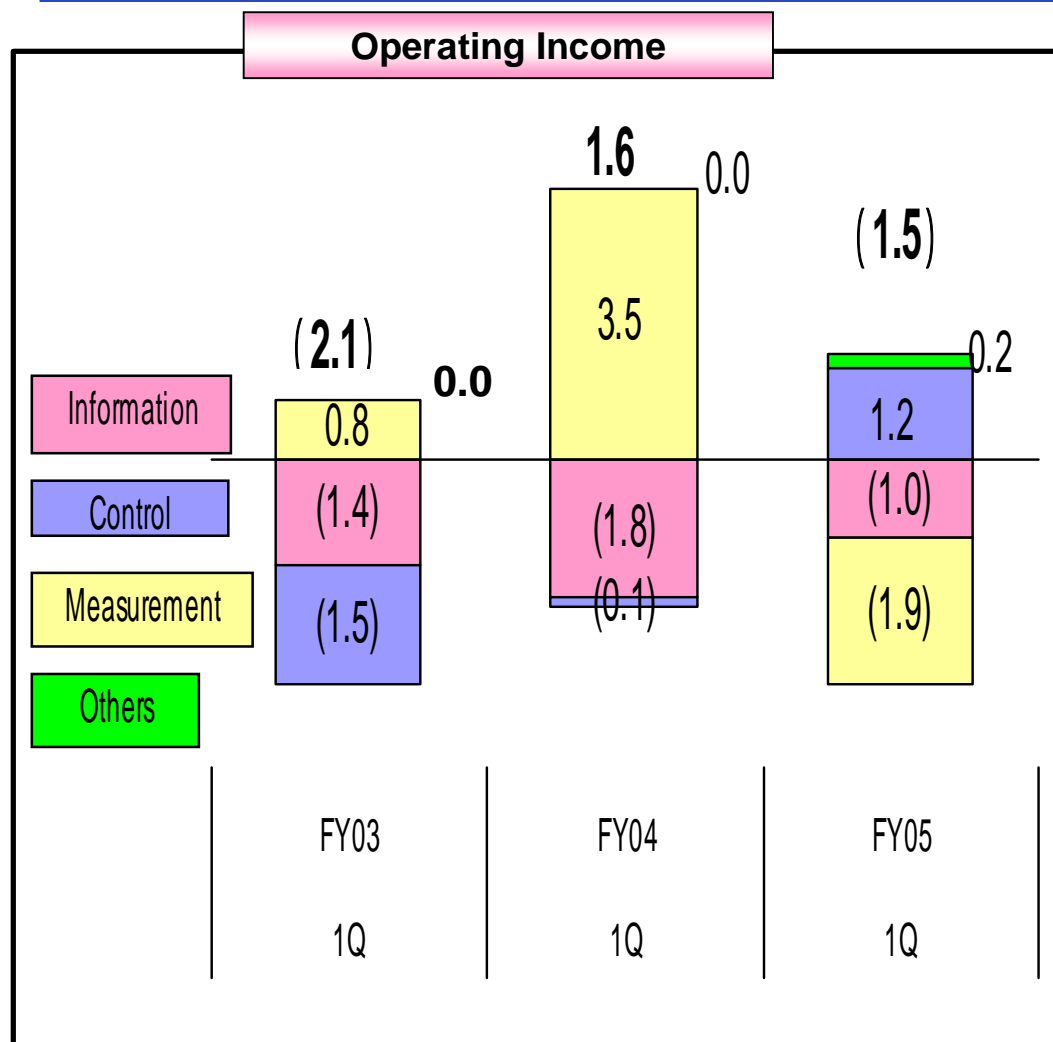 Operating Income
1.6
0.0
(1.5)
(2.1)
0.0
0.2
3.5
Information
0.8
1.2
Control
(1.4)
(1.8)
(1.0)
Measurement
(1.5)
(0.1)
(1.9)
Others
FY03
FY04
FY05
1Q
1Q
1Q